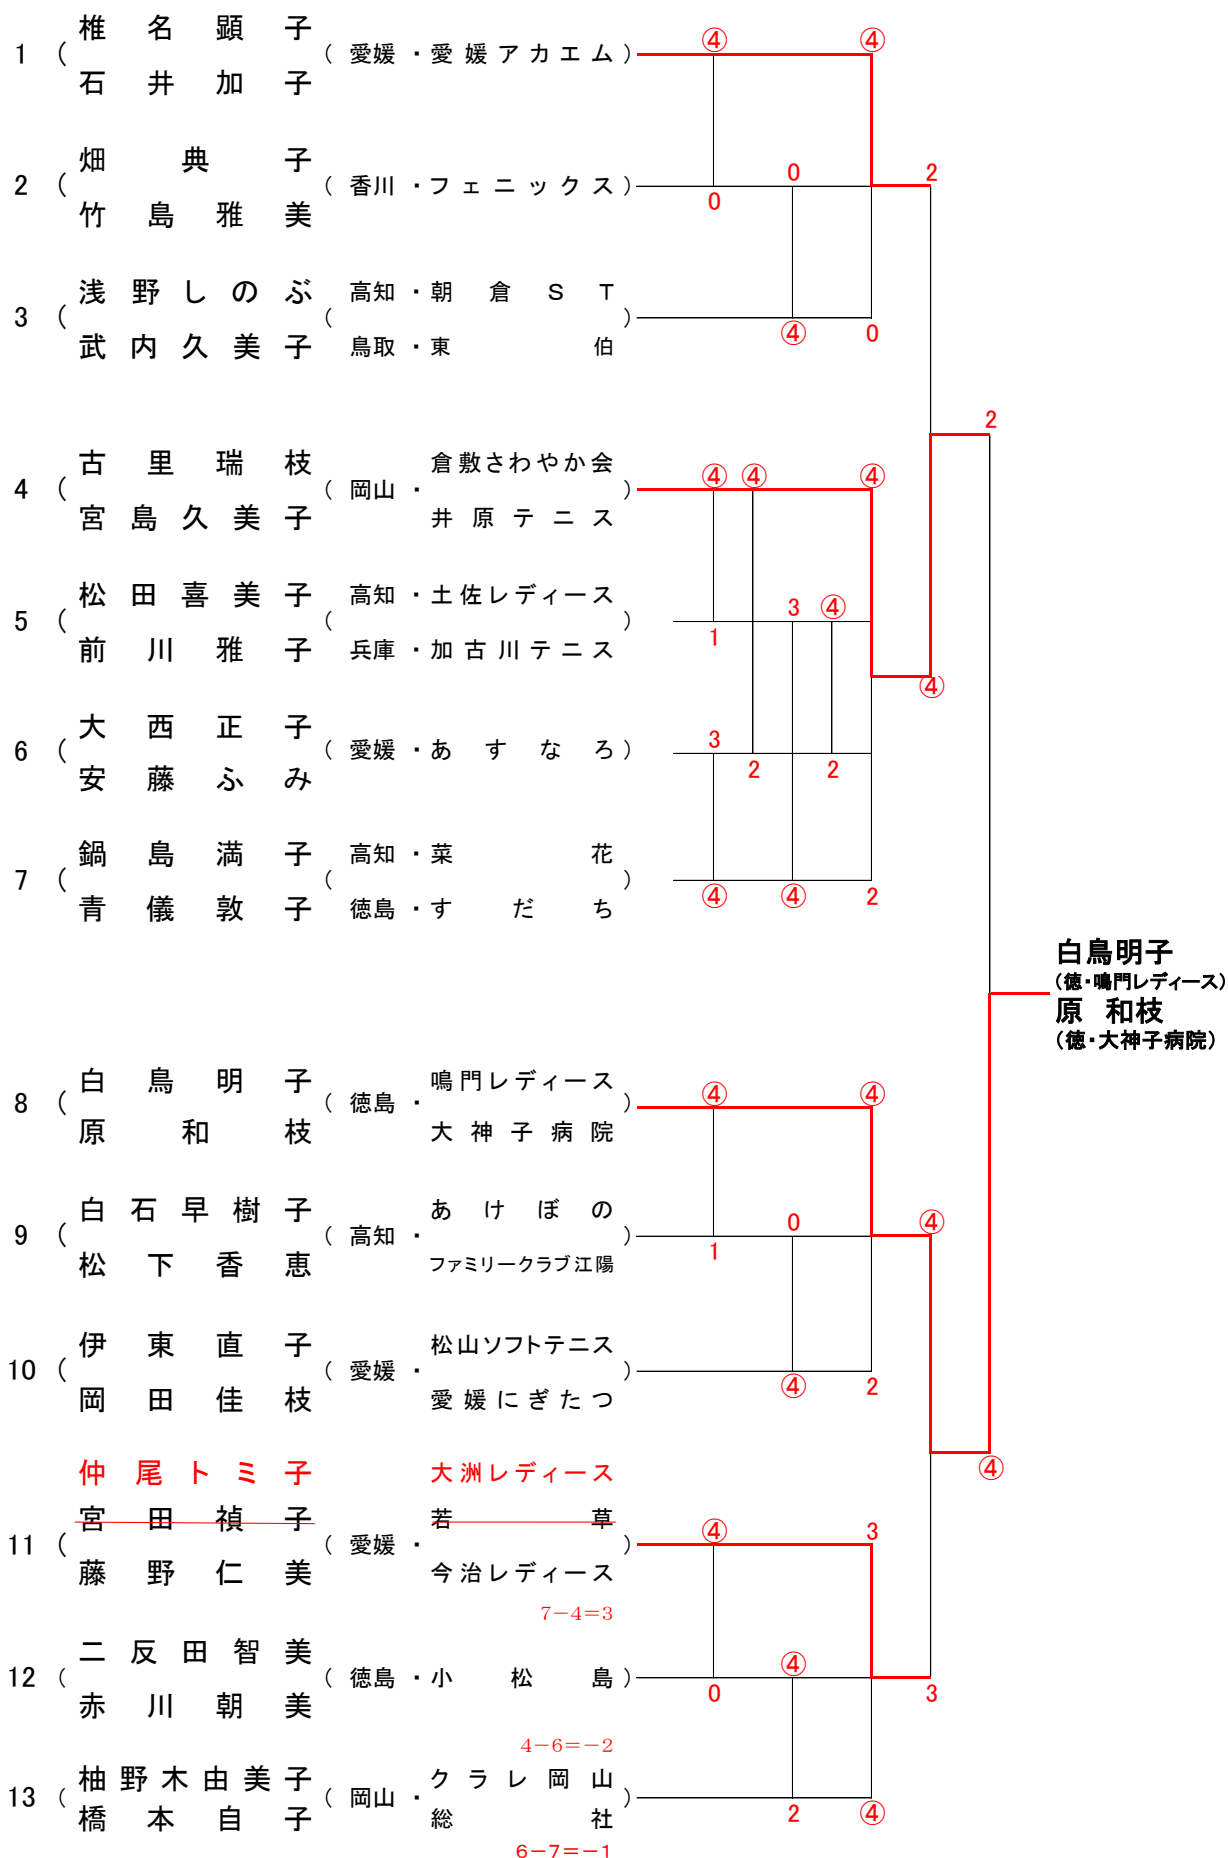 椎名顕子
1 ( ( 愛媛・愛媛アカエム ) ④ ④
石井加子
畑典子
2 ( ( 香川・フェニックス ) 0 0 2
竹島雅美
浅野しのぶ 高知・朝倉ST
3 ( ( ) ④ 0
武内久美子 鳥取・東伯
2
古里瑞枝 倉敷さわやか会
4 ( ( 岡山・ ) ④ ④ ④
宮島久美子 井原テニス
松田喜美子 高知・土佐レディース
5 ( ( ) 1 3 ④
前川雅子 兵庫・加古川テニス
④
大西正子
6 ( ( 愛媛・あすなろ ) 3 2 2
安藤ふみ
鍋島満子 高知・菜花
7 ( ( ) ④ ④ 2
青儀敦子 徳島・すだち
白鳥明子
(徳・鳴門レディース)
原 和枝
(徳・大神子病院)
白鳥明子 鳴門レディース
8 ( ( 徳島・ ) ④ ④
原和枝 大神子病院
白石早樹子 あけぼの
9 ( ( 高知・ ) 1 0 ④
松下香恵 ファミリークラブ江陽
伊東直子 松山ソフトテニス
10 ( ( 愛媛・ ) ④ 2
岡田佳枝 愛媛にぎたつ
④
仲尾トミ子 大洲レディース
宮田禎子 若草
11 ( ( 愛媛・ ) ④ 3
藤野仁美 今治レディース
7-4=3
二反田智美
12 ( ( 徳島・小松島 ) 0 ④ 3
赤川朝美
4-6=-2
柚野木由美子 クラレ岡山
13 ( ( 岡山・ ) 2 ④
橋本自子 総社
6-7=-1